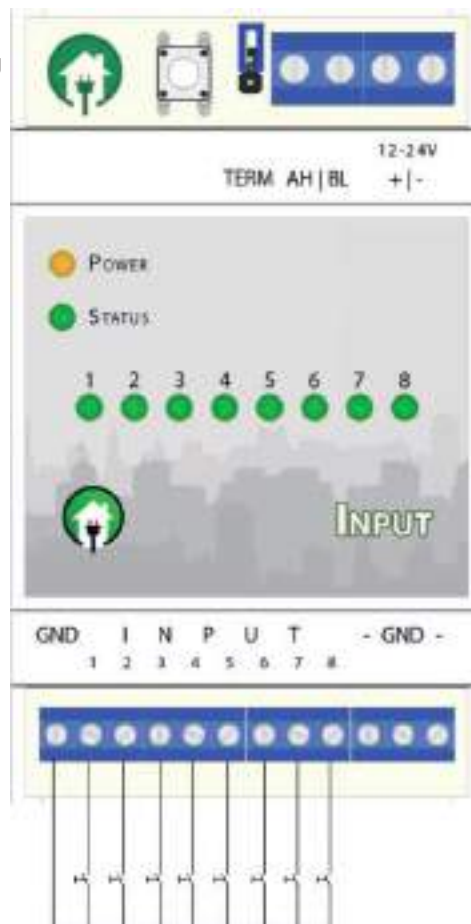 12-24V
TERM AH|BL +|-
POWER
STATUS
1 2 3 4 5 6 7 8
INPUT
GND I N P U T - GND -
1 2 3 4 5 6 7 8